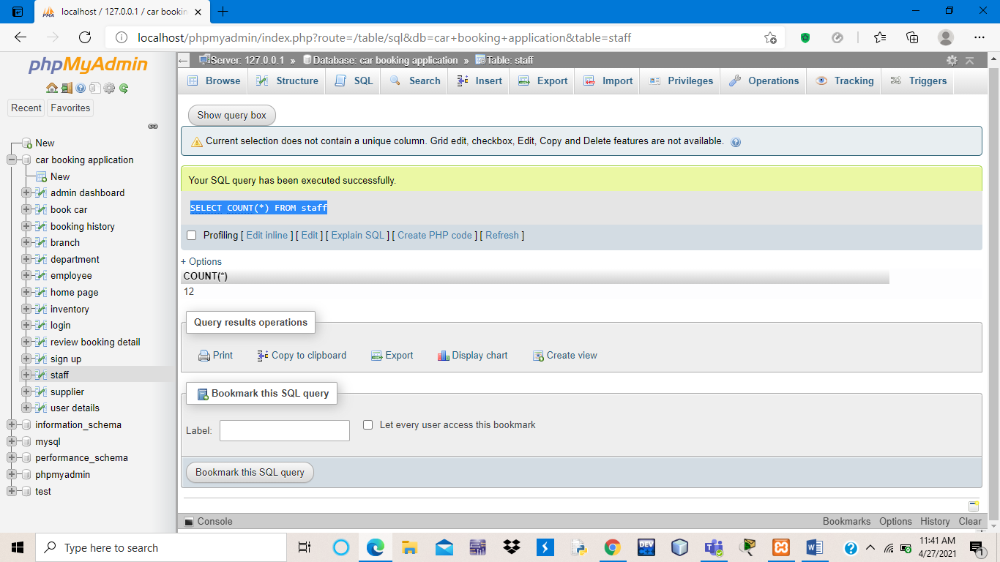 localhost / 127.0.0.1 / car bookin
localhost/phpmyadmin/index.php?route=/table/sql&db=car+booking+application&table=staff
phpMyAdmin
Recent Favorites
New
car booking application
New
admin dashboard
book car
booking history
branch
department
employee
home page
inventory
login
review booking detail
sign up
staff
supplier
user details
information_schema
mysql
performance_schema
phpmyadmin
test
Server: 127.0.0.1 » Database: car booking application » Table: staff
Browse Structure SQL Search Insert Export Import Privileges Operations Tracking Triggers
Show query box
Current selection does not contain a unique column. Grid edit, checkbox, Edit, Copy and Delete features are not available.
Your SQL query has been executed successfully.
SELECT COUNT(*) FROM staff
Profiling [ Edit inline ] [ Edit ] [ Explain SQL ] [ Create PHP code ] [ Refresh ]
+ Options
COUNT(*)
12
Query results operations
Print Copy to clipboard Export Display chart Create view
Bookmark this SQL query
Label: Let every user access this bookmark
Bookmark this SQL query
Console Bookmarks Options History Clear
Type here to search
DEV
11:41 AM
4/27/2021
1